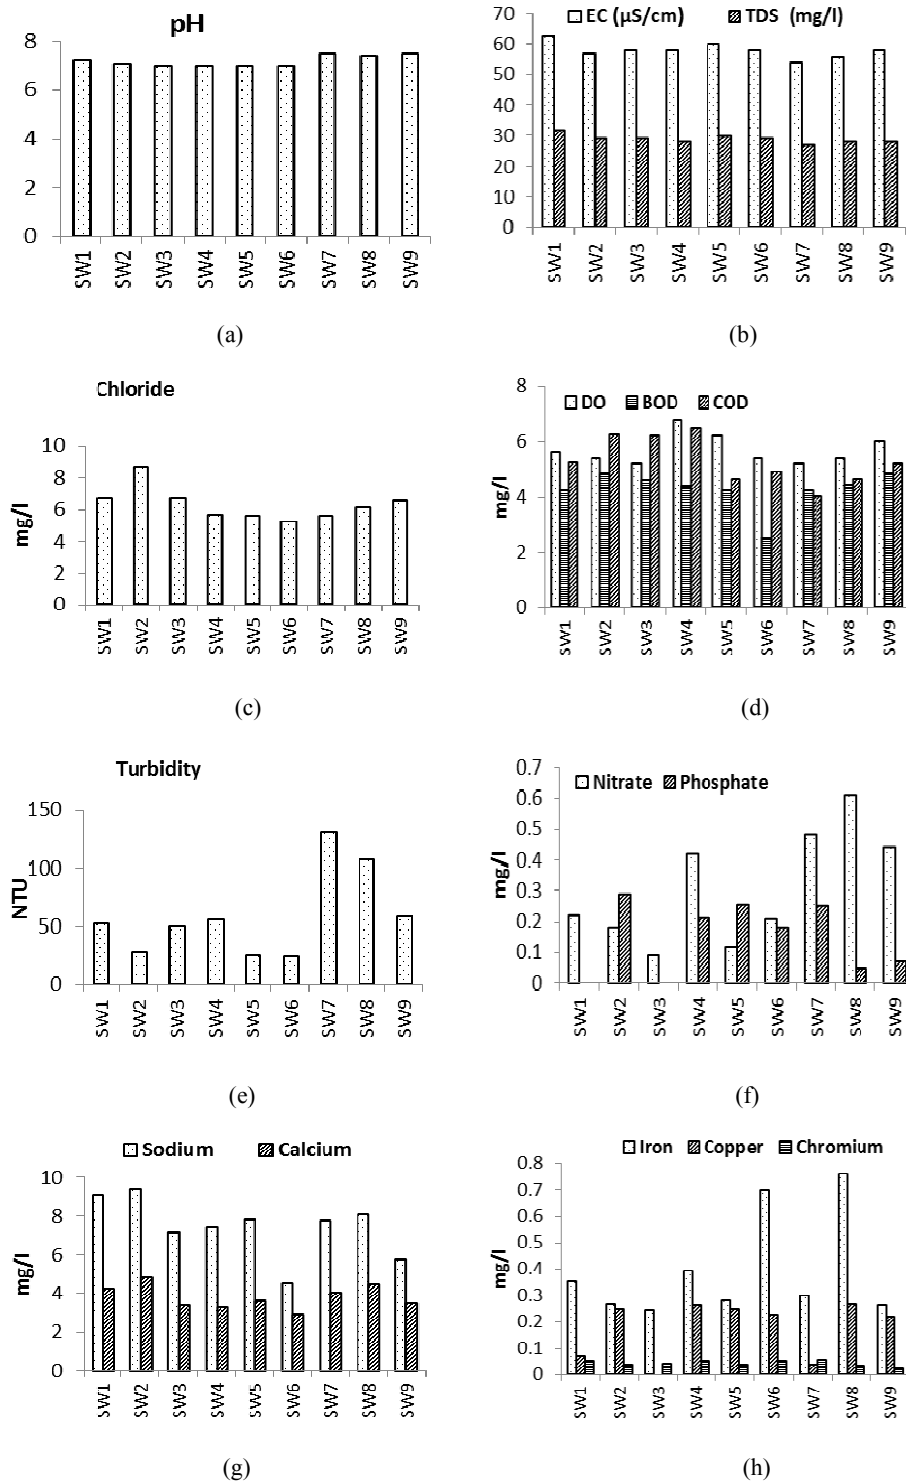 pH
8
6
4
2
0
SW1 SW2 SW3 SW4 SW5 SW6 SW7 SW8 SW9
(a)
EC (µS/cm) TDS (mg/l)
70
60
50
40
30
20
10
0
SW1 SW2 SW3 SW4 SW5 SW6 SW7 SW8 SW9
(b)
Chloride
mg/l
10
8
6
4
2
0
SW1 SW2 SW3 SW4 SW5 SW6 SW7 SW8 SW9
(c)
DO BOD COD
mg/l
8
6
4
2
0
SW1 SW2 SW3 SW4 SW5 SW6 SW7 SW8 SW9
(d)
Turbidity
NTU
150
100
50
0
SW1 SW2 SW3 SW4 SW5 SW6 SW7 SW8 SW9
(e)
Nitrate Phosphate
mg/l
0.7
0.6
0.5
0.4
0.3
0.2
0.1
0
SW1 SW2 SW3 SW4 SW5 SW6 SW7 SW8 SW9
(f)
Sodium Calcium
mg/l
10
8
6
4
2
0
SW1 SW2 SW3 SW4 SW5 SW6 SW7 SW8 SW9
(g)
Iron Copper Chromium
mg/l
0.8
0.7
0.6
0.5
0.4
0.3
0.2
0.1
0
SW1 SW2 SW3 SW4 SW5 SW6 SW7 SW8 SW9
(h)